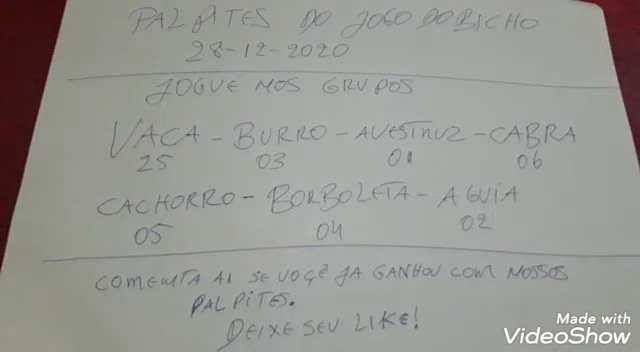 PALPITES DO JOGO DO BICHO
28-12-2020
JOGUE NOS GRUPOS
VACA - BURRO - AVESTRUZ - CABRA
25 03 01 06
CACHORRO - BORBOLETA - AGUIA
05 04 02
COMENTA AI SE VOÇÊ JA GANHOU COM NOSSOS
PALPITES.
DEIXE SEU LIKE!
Made with
VideoShow